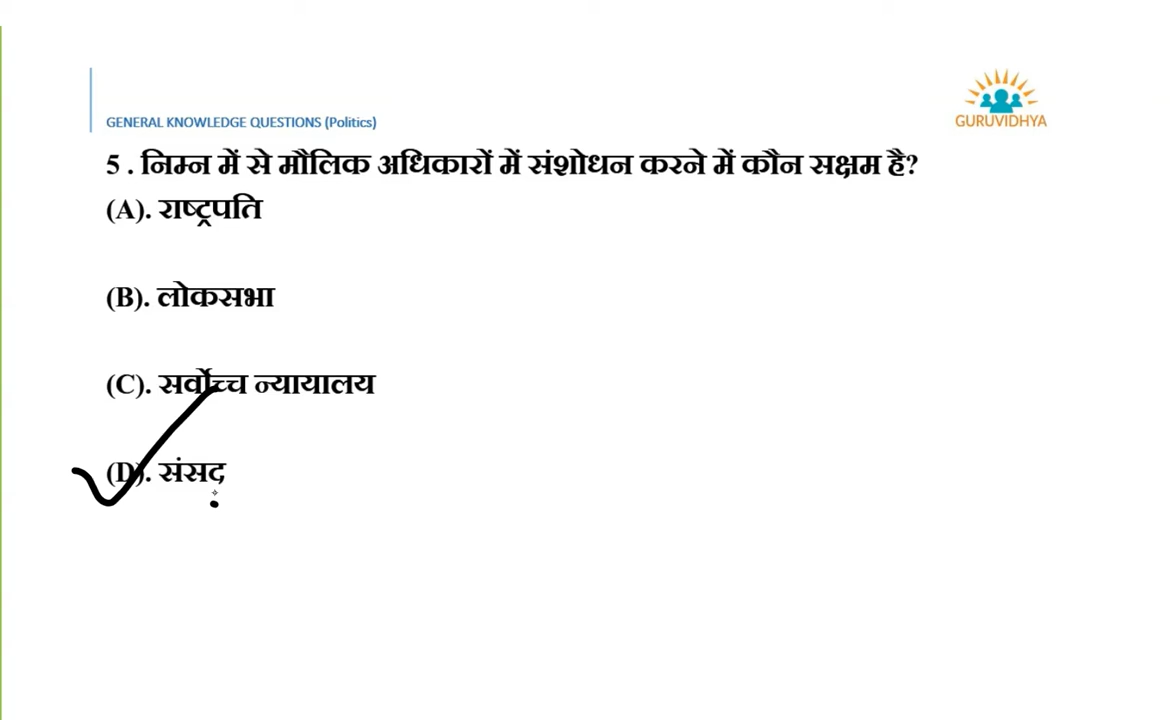 GURUVIDHYA
GENERAL KNOWLEDGE QUESTIONS (Politics)
5 . निम्न में से मौलिक अधिकारों में संशोधन करने में कौन सक्षम है?
(A). राष्ट्रपति
(B). लोकसभा
(C). सर्वोच्च न्यायालय
(D). संसद